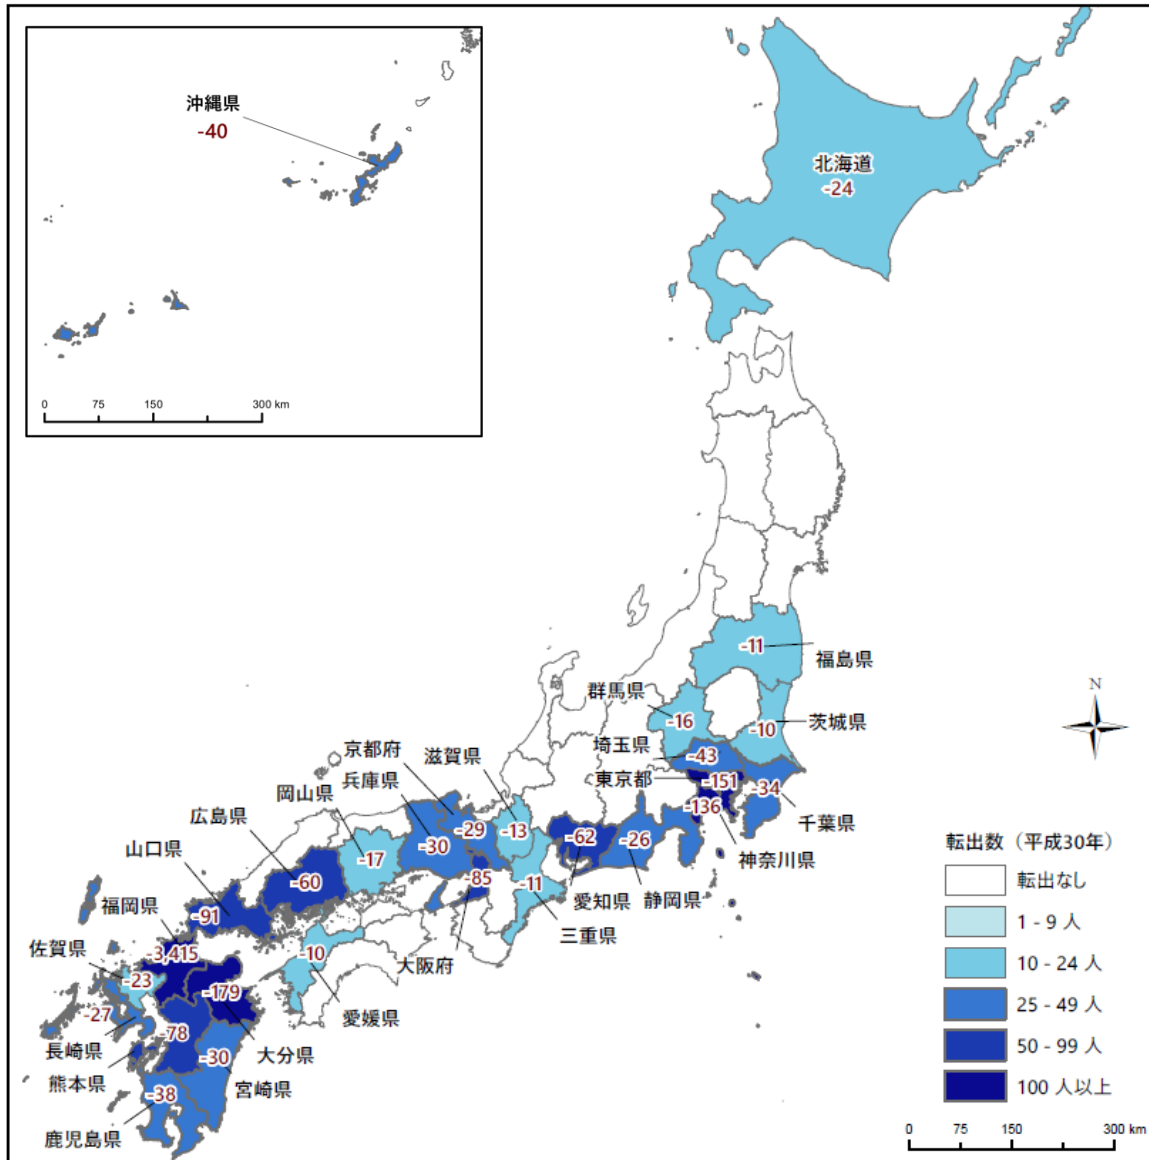 沖縄県
-40
0 75 150 300 km
北海道
-24
-11
福島県
群馬県
-16
-10
茨城県
埼玉県
-43
東京都
-151
-34
千葉県
-136
神奈川県
京都府
滋賀県
兵庫県
岡山県
広島県
山口県
福岡県
佐賀県
-29
-13
-30
-17
-60
-91
-62
-26
-85
-11
愛知県
静岡県
三重県
大阪府
-3,415
-23
-10
愛媛県
-179
-27
-78
長崎県
大分県
熊本県
-30
宮崎県
-38
鹿児島県
N
転出数（平成30年）
転出なし
1 - 9 人
10 - 24 人
25 - 49 人
50 - 99 人
100 人以上
0 75 150 300 km